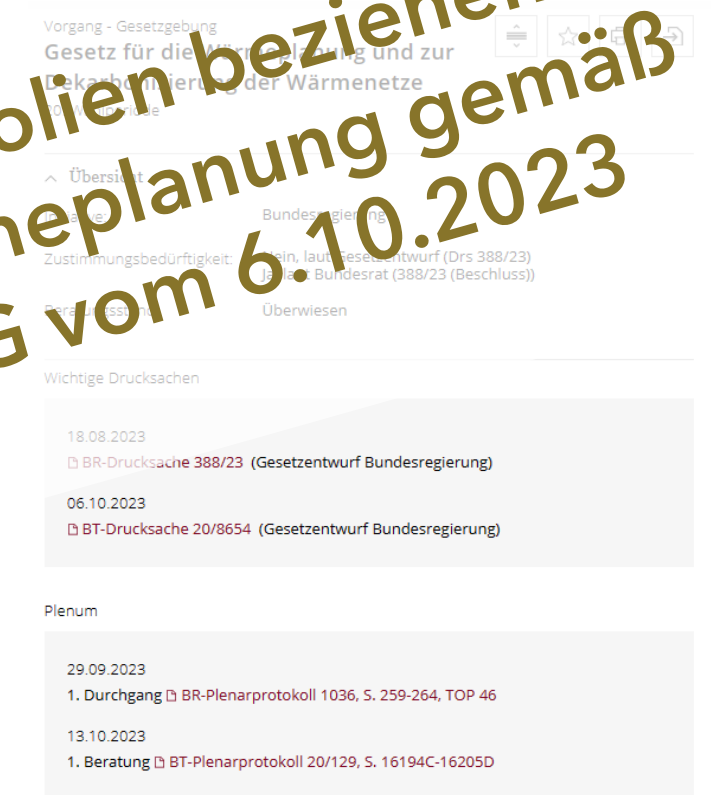 Vorgang - Gesetzgebung
Gesetz für die Wärmeplanung und zur
Dekarbonisierung der Wärmenetze
20. Wahlperiode
olien beziehen
neplanung gemäß
G vom 6.10.2023
Übersicht
Initiative: Bundesregierung
Zustimmungsbedürftigkeit: Nein, laut Gesetzentwurf (Drs 388/23)
Ja, laut Bundesrat (388/23 (Beschluss))
Beratungsstand: Überwiesen
Wichtige Drucksachen
18.08.2023
BR-Drucksache 388/23 (Gesetzentwurf Bundesregierung)
06.10.2023
BT-Drucksache 20/8654 (Gesetzentwurf Bundesregierung)
Plenum
29.09.2023
1. Durchgang BR-Plenarprotokoll 1036, S. 259-264, TOP 46
13.10.2023
1. Beratung BT-Plenarprotokoll 20/129, S. 16194C-16205D